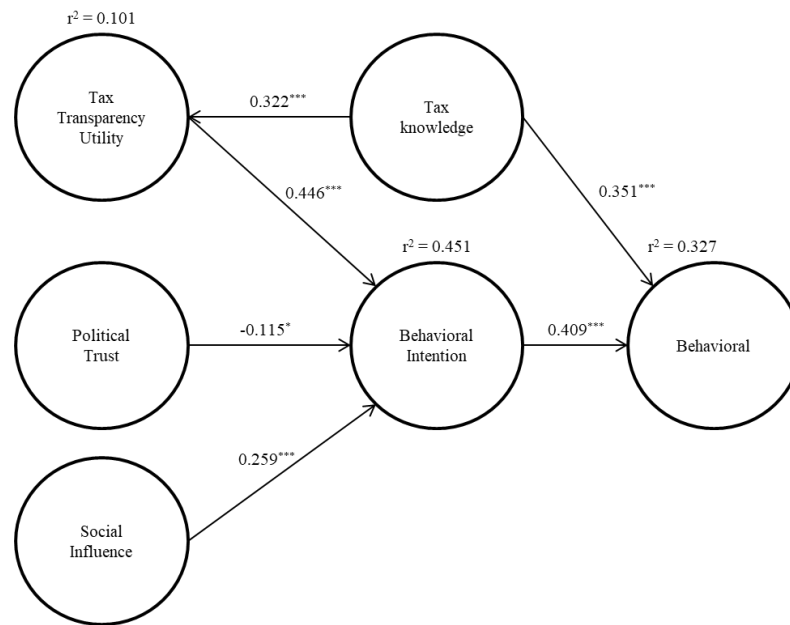 r² = 0.101
Tax
Transparency
Utility
0.322***
Tax
knowledge
0.446***
0.351***
r² = 0.451
r² = 0.327
Political
Trust
-0.115*
Behavioral
Intention
0.409***
Behavioral
0.259***
Social
Influence